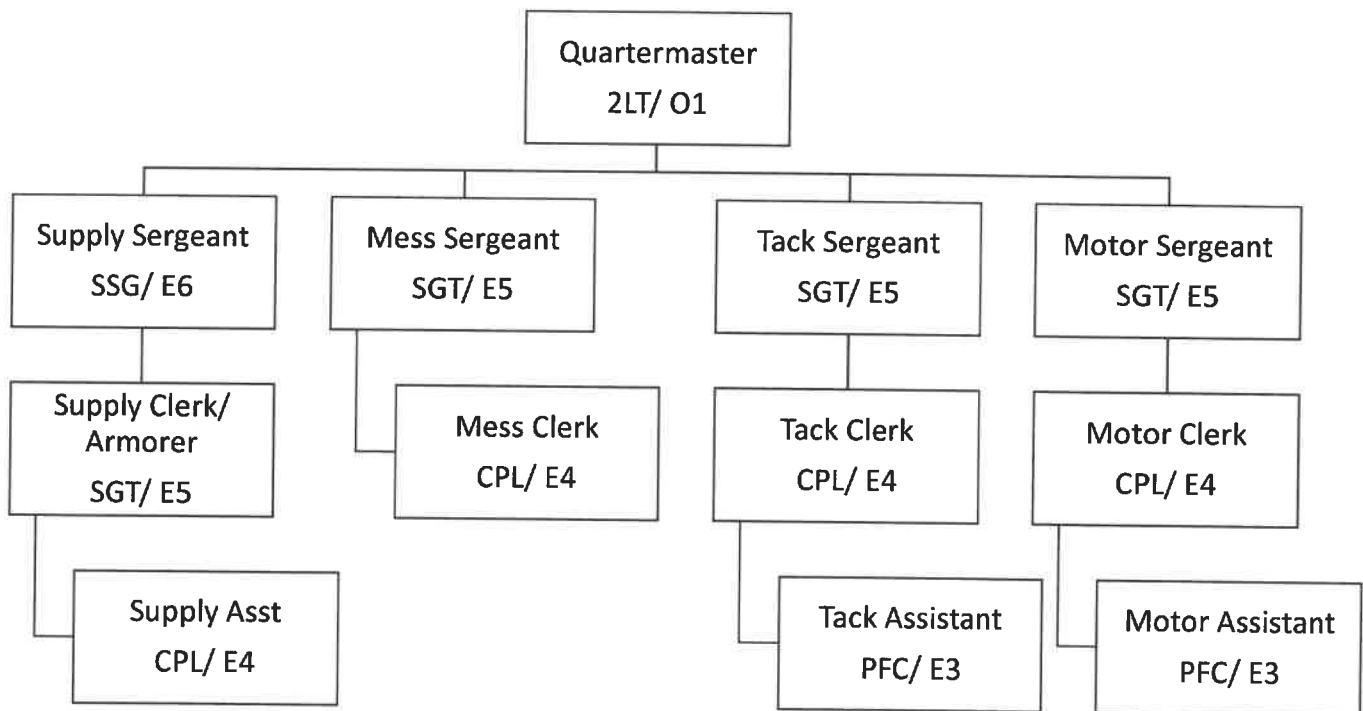 Quartermaster
2LT/ O1
Supply Sergeant
SSG/ E6
Mess Sergeant
SGT/ E5
Tack Sergeant
SGT/ E5
Motor Sergeant
SGT/ E5
Supply Clerk/
Armorer
SGT/ E5
Mess Clerk
CPL/ E4
Tack Clerk
CPL/ E4
Motor Clerk
CPL/ E4
Supply Asst
CPL/ E4
Tack Assistant
PFC/ E3
Motor Assistant
PFC/ E3